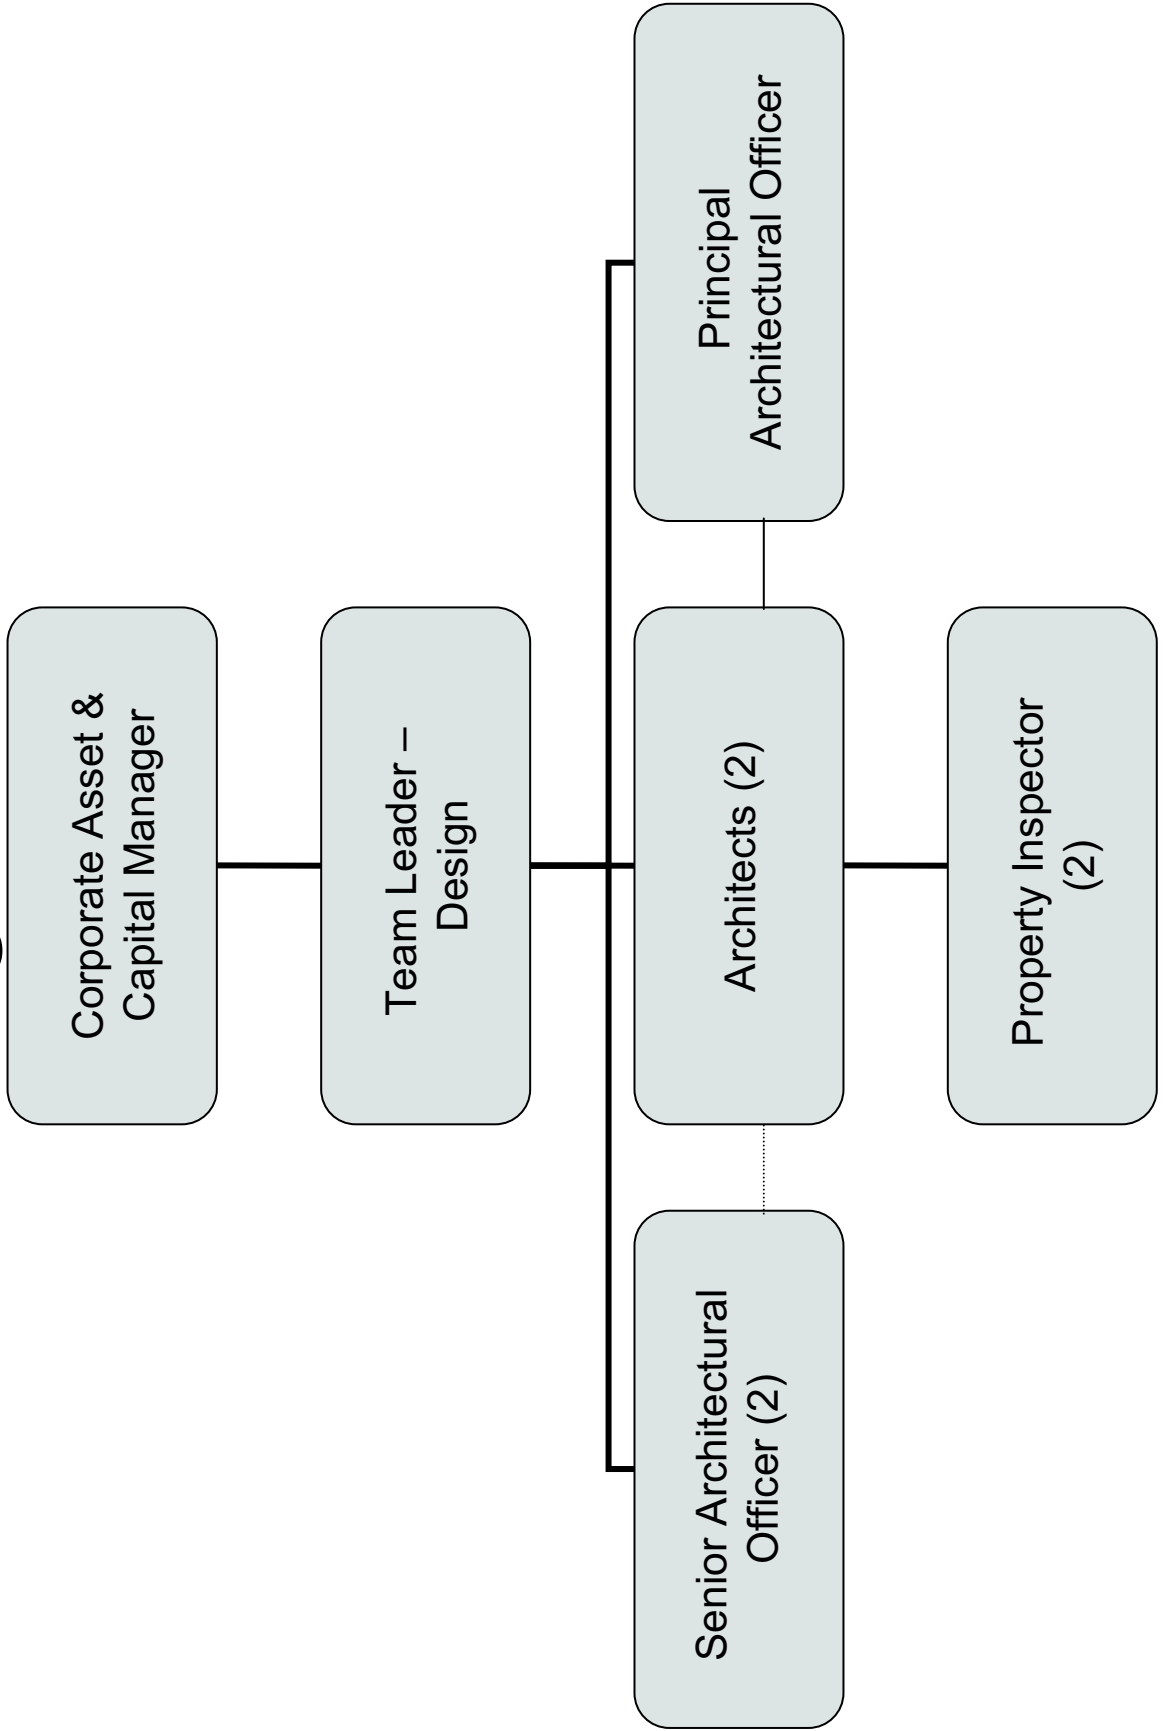 Corporate Asset &
Capital Manager
Team Leader –
Design
Senior Architectural
Officer (2)
Architects (2)
Principal
Architectural Officer
Property Inspector
(2)